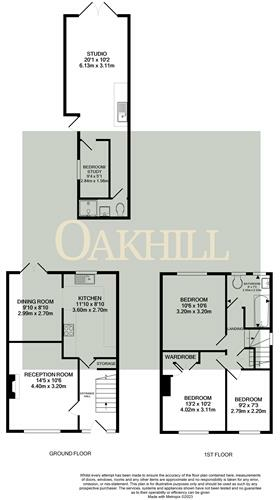 STUDIO
20'1 x 10'2
6.13m x 3.11m
BEDROOM/
STUDY
9'4 x 5'1
2.84m x 1.56m
OAKHILL
DINING ROOM
9'10 x 8'10
2.99m x 2.70m
KITCHEN
11'10 x 8'10
3.60m x 2.70m
BEDROOM
10'6 x 10'6
3.20m x 3.20m
BATHROOM
LANDING
STORAGE
WARDROBE
RECEPTION ROOM
14'5 x 10'6
4.40m x 3.20m
ENTRANCE
HALL
BEDROOM
13'2 x 10'2
4.02m x 3.11m
BEDROOM
9'2 x 7'3
2.79m x 2.20m
GROUND FLOOR
1ST FLOOR
Whilst every attempt has been made to ensure the accuracy of the floor plan contained here, measurements
of doors, windows, rooms and any other items are approximate and no responsibility is taken for any error,
omission, or mis-statement. This plan is for illustrative purposes only and should be used as such by any
prospective purchaser. The services, systems and appliances shown have not been tested and no guarantee
as to their operability or efficiency can be given
Made with Metropix ©2023